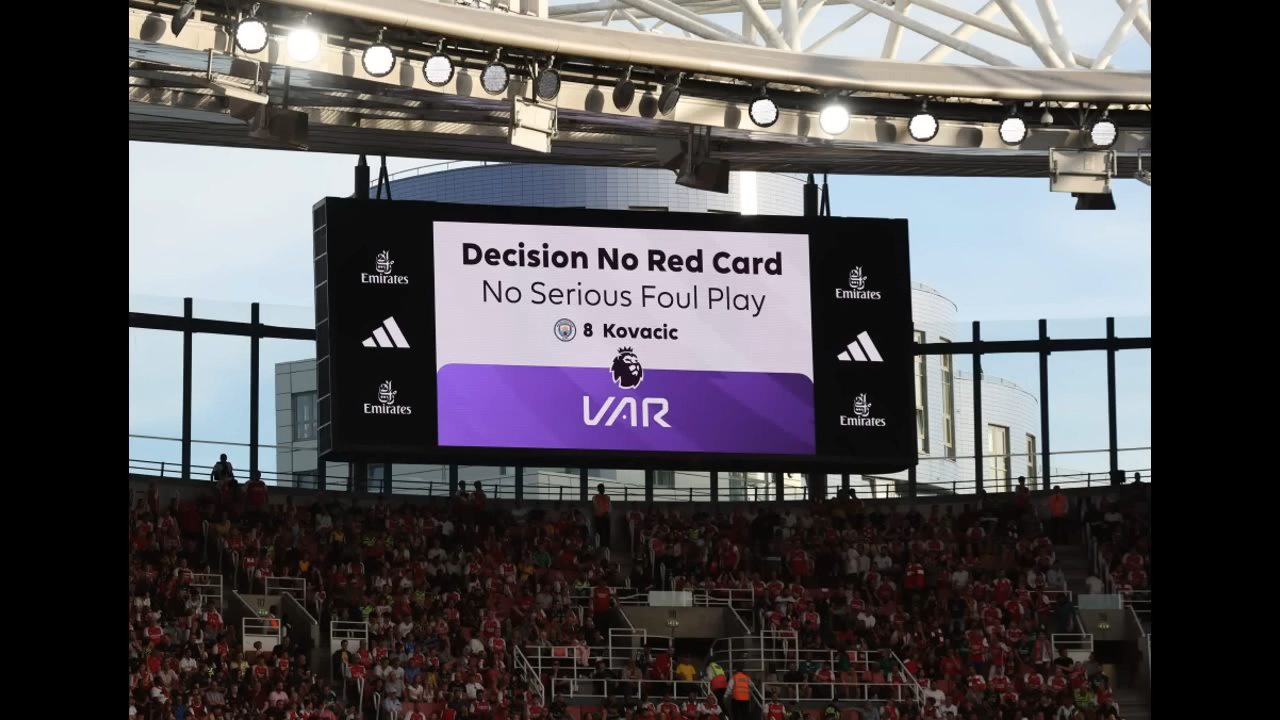 Decision No Red Card
No Serious Foul Play
8 Kovacic
VAR
Emirates
Emirates
Emirates
Emirates